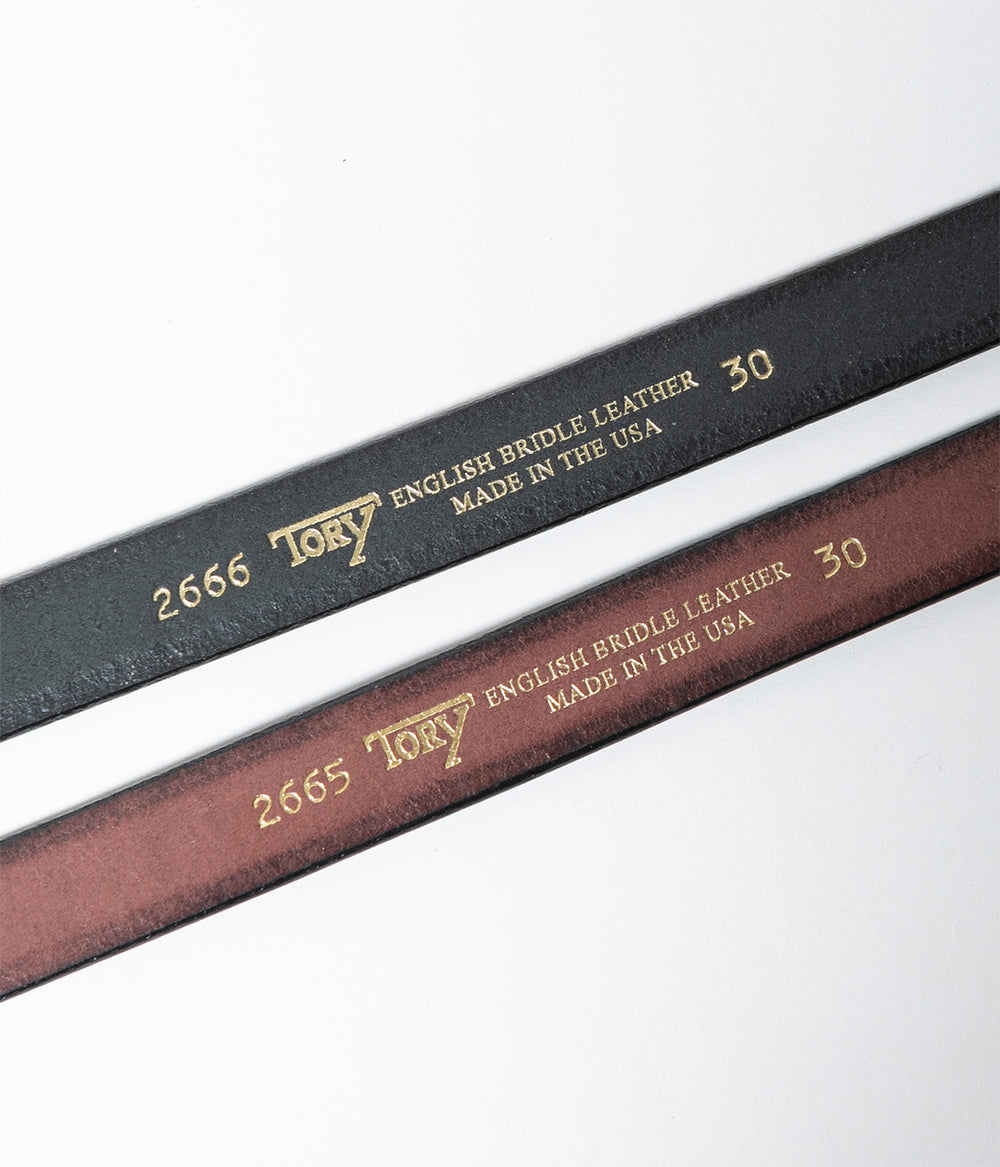 2666 TORY ENGLISH BRIDLE LEATHER 30
MADE IN THE USA
2665 TORY ENGLISH BRIDLE LEATHER 30
MADE IN THE USA